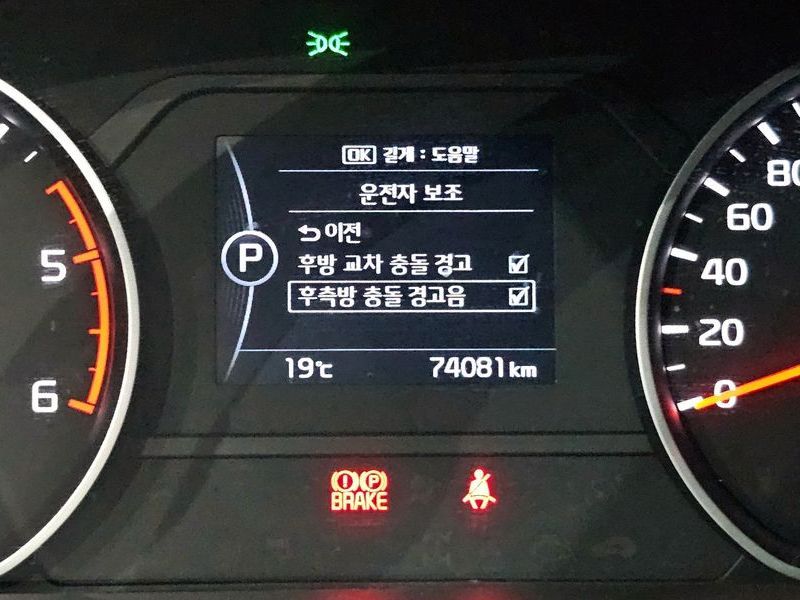 OK 길게 : 도움말
운전자 보조
이전
P
후방 교차 충돌 경고
후측방 충돌 경고음
19℃ 74081km
5
6
80
60
40
20
0
! P
BRAKE